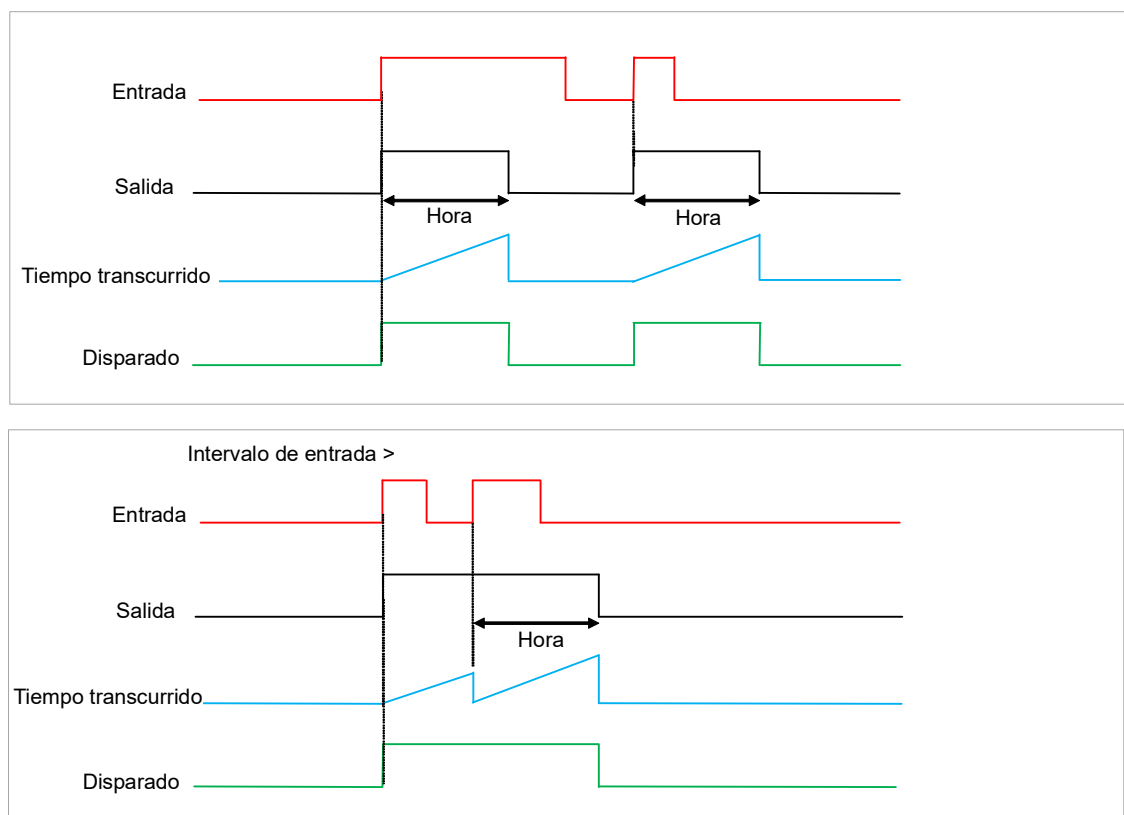 Entrada
Salida
Hora
Hora
Tiempo transcurrido
Disparado
Intervalo de entrada >
Entrada
Salida
Hora
Tiempo transcurrido
Disparado